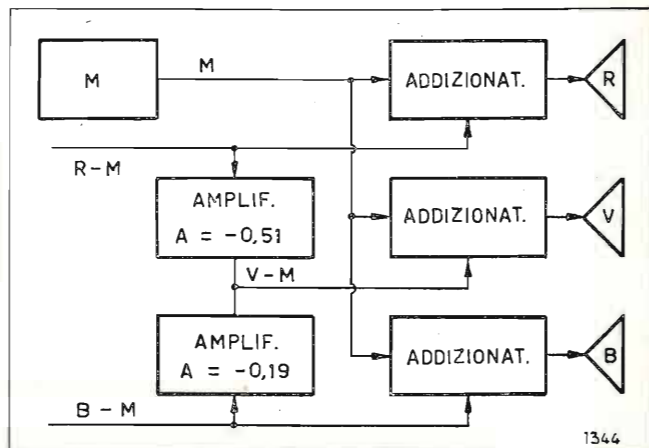 M
M
ADDIZIONAT.
R
R-M
AMPLIF.
A = -0,51
ADDIZIONAT.
V
V-M
AMPLIF.
A = -0,19
ADDIZIONAT.
B
B-M
1344